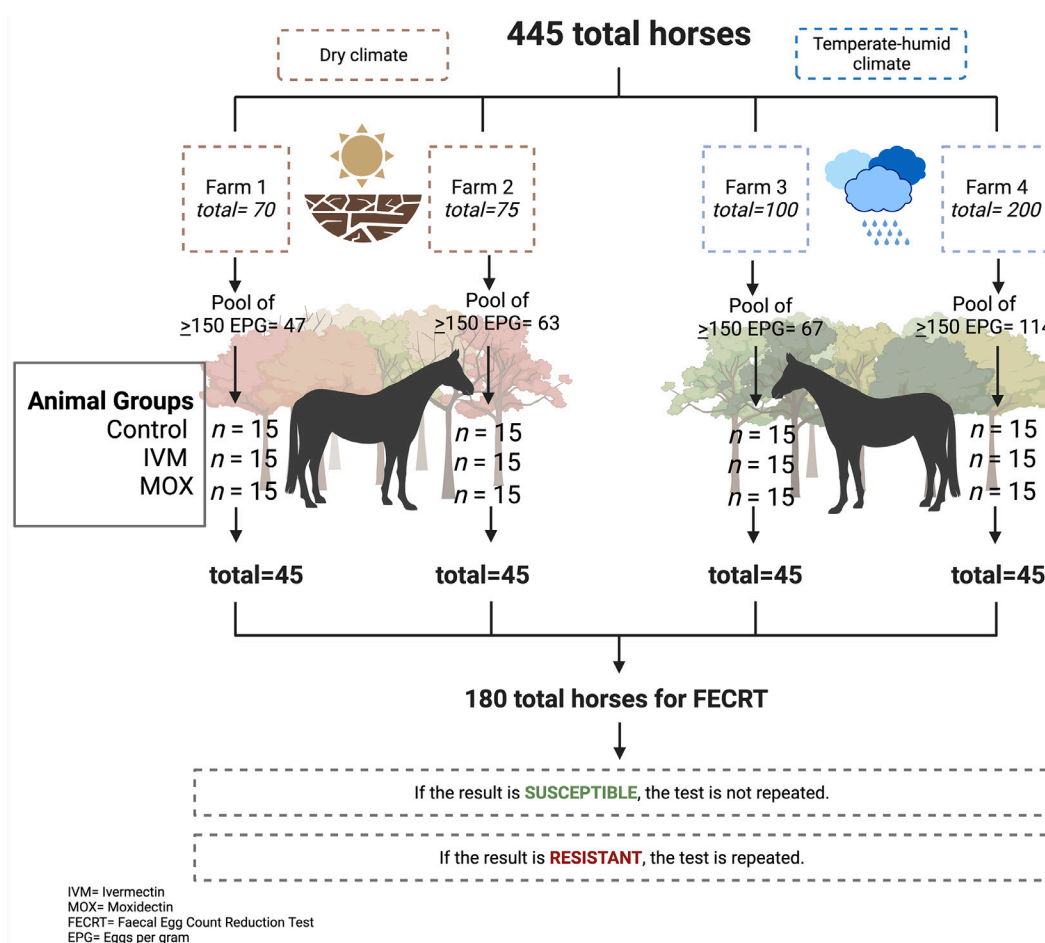 445 total horses
Dry climate
Temperate-humid
climate
Farm 1
total= 70
Farm 2
total=75
Farm 3
total=100
Farm 4
total= 200
Pool of
≥150 EPG= 47
Pool of
≥150 EPG= 63
Pool of
≥150 EPG= 67
Pool of
≥150 EPG= 114
Animal Groups
Control
IVM
MOX
n = 15
n = 15
n = 15
n = 15
n = 15
n = 15
n = 15
n = 15
n = 15
n = 15
n = 15
n = 15
total=45
total=45
total=45
total=45
180 total horses for FECRT
If the result is SUSCEPTIBLE, the test is not repeated.
If the result is RESISTANT, the test is repeated.
IVM= Ivermectin
MOX= Moxidectin
FECRT= Faecal Egg Count Reduction Test
EPG= Eggs per gram